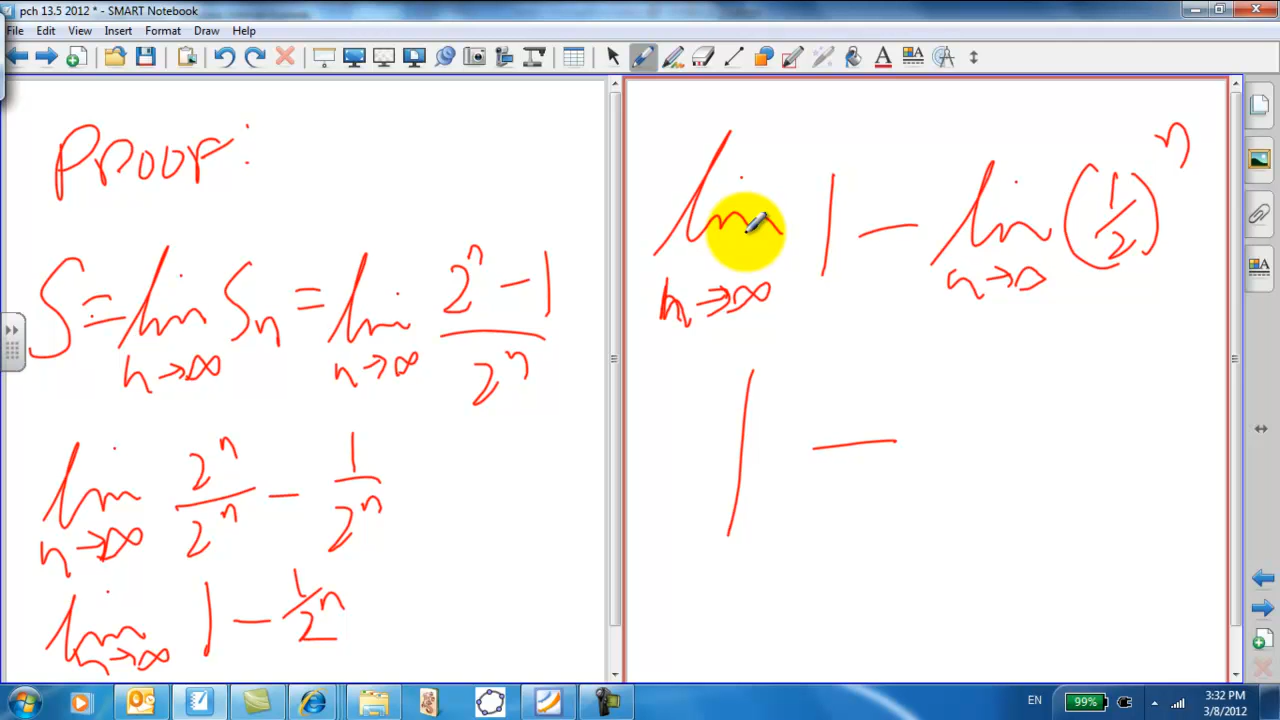 pch 13.5 2012 * - SMART Notebook
File Edit View Insert Format Draw Help
PROOF:
S = lim Sn = lim 2^n - 1
n→∞ n→∞ 2^n
lim 2^n/2^n - 1/2^n
n→∞
lim 1 - 1/2^n
n→∞
lim 1 - lim (1/2)^n
n→∞ n→∞
1 -
EN 99% 3:32 PM
3/8/2012